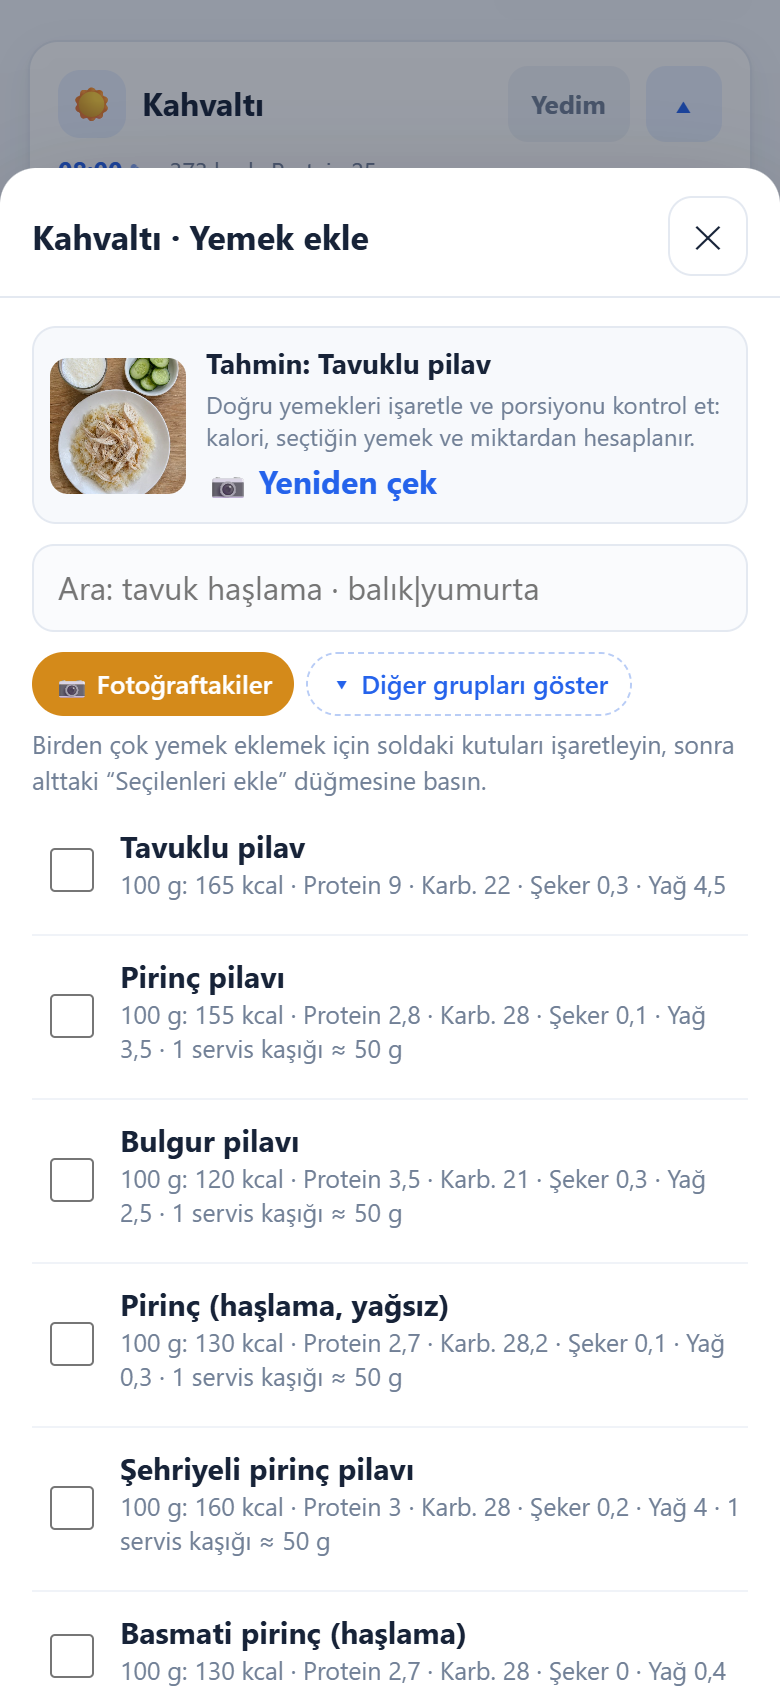 Kahvaltı
Yedim
▲
Kahvaltı · Yemek ekle
Tahmin: Tavuklu pilav
Doğru yemekleri işaretle ve porsiyonu kontrol et:
kalori, seçtiğin yemek ve miktardan hesaplanır.
📷 Yeniden çek
Ara: tavuk haşlama · balık|yumurta
📷 Fotoğraftakiler
▼ Diğer grupları göster
Birden çok yemek eklemek için soldaki kutuları işaretleyin, sonra
alttaki “Seçilenleri ekle” düğmesine basın.
Tavuklu pilav
100 g: 165 kcal · Protein 9 · Karb. 22 · Şeker 0,3 · Yağ 4,5
Pirinç pilavı
100 g: 155 kcal · Protein 2,8 · Karb. 28 · Şeker 0,1 · Yağ
3,5 · 1 servis kaşığı ≈ 50 g
Bulgur pilavı
100 g: 120 kcal · Protein 3,5 · Karb. 21 · Şeker 0,3 · Yağ
2,5 · 1 servis kaşığı ≈ 50 g
Pirinç (haşlama, yağsız)
100 g: 130 kcal · Protein 2,7 · Karb. 28,2 · Şeker 0,1 · Yağ
0,3 · 1 servis kaşığı ≈ 50 g
Şehriyeli pirinç pilavı
100 g: 160 kcal · Protein 3 · Karb. 28 · Şeker 0,2 · Yağ 4 · 1
servis kaşığı ≈ 50 g
Basmati pirinç (haşlama)
100 g: 130 kcal · Protein 2,7 · Karb. 28 · Şeker 0 · Yağ 0,4